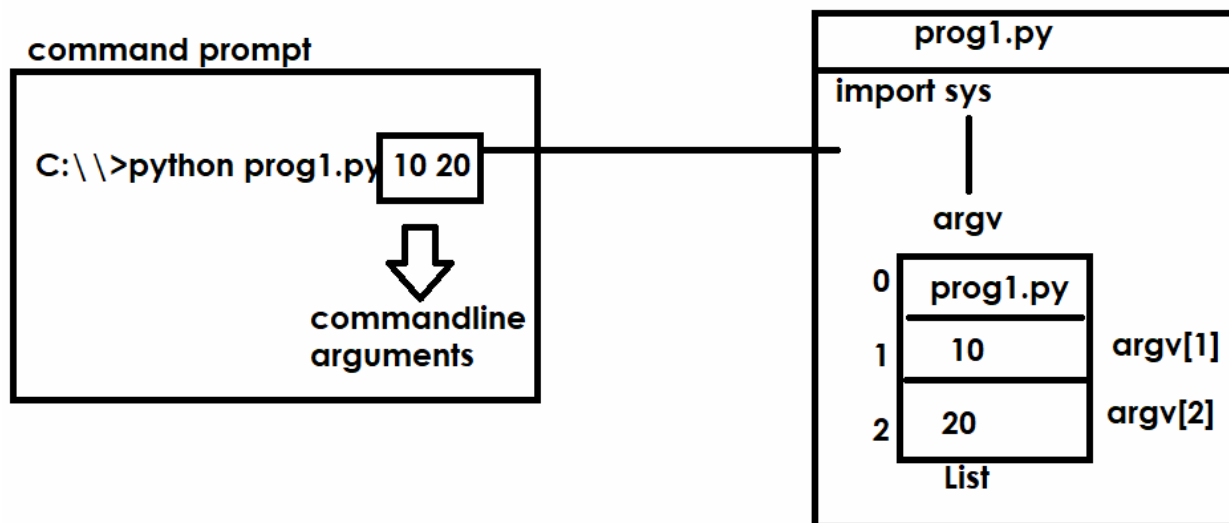 command prompt
C:\\>python prog1.py 10 20
commandline
arguments
prog1.py
import sys
argv
0 prog1.py
1 10 argv[1]
2 20 argv[2]
List